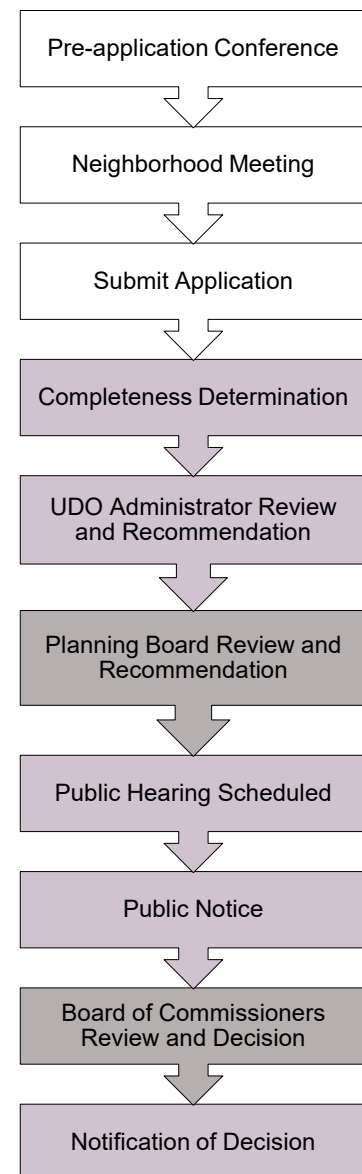 Pre-application Conference
Neighborhood Meeting
Submit Application
Completeness Determination
UDO Administrator Review
and Recommendation
Planning Board Review and
Recommendation
Public Hearing Scheduled
Public Notice
Board of Commissioners
Review and Decision
Notification of Decision